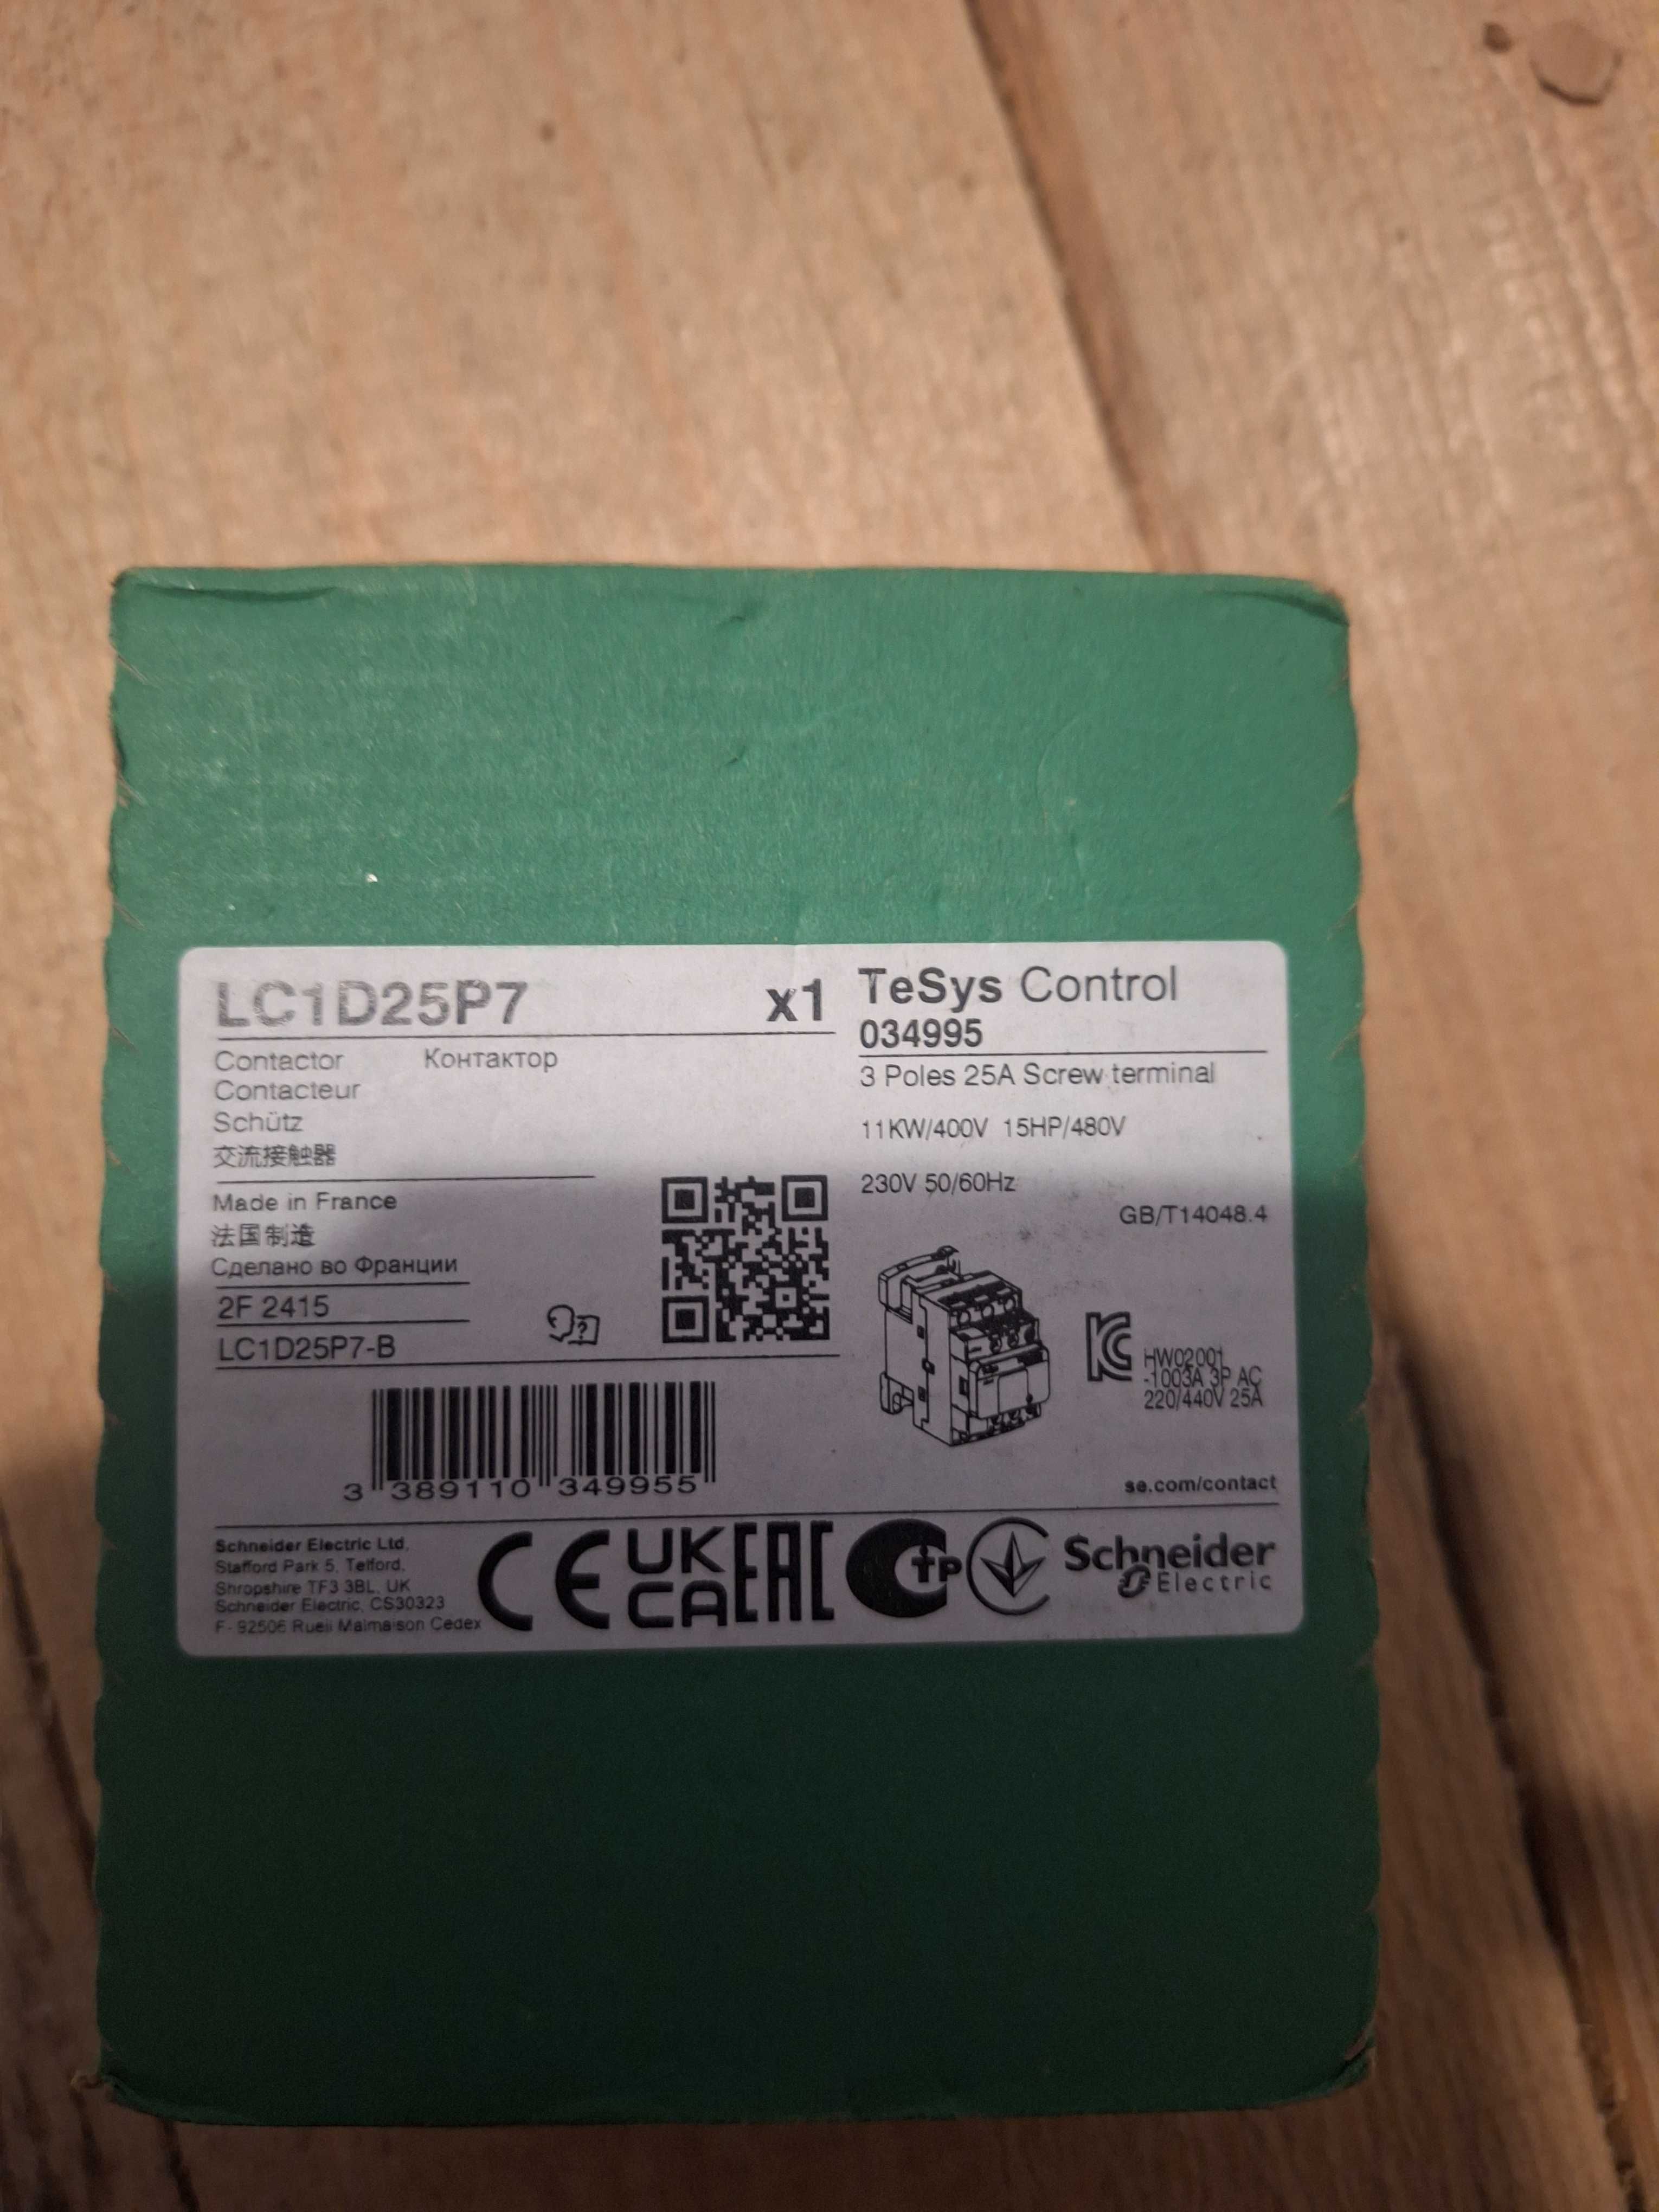 LC1D25P7 x1
Contactor Контактор
Contacteur
Schütz
交流接触器
Made in France
法国制造
Сделано во Франции
2F 2415
LC1D25P7-B
3 389110 349955
TeSys Control
034995
3 Poles 25A Screw terminal
11KW/400V 15HP/480V
230V 50/60Hz
GB/T14048.4
HW02001
-1003A 3P AC
220/440V 25A
se.com/contact
Schneider Electric Ltd.
Stafford Park 5, Telford,
Shropshire TF3 3BL, UK
Schneider Electric, CS30323
F- 92506 Rueil Malmaison Cedex
CE UK CA EAC
Schneider
Electric